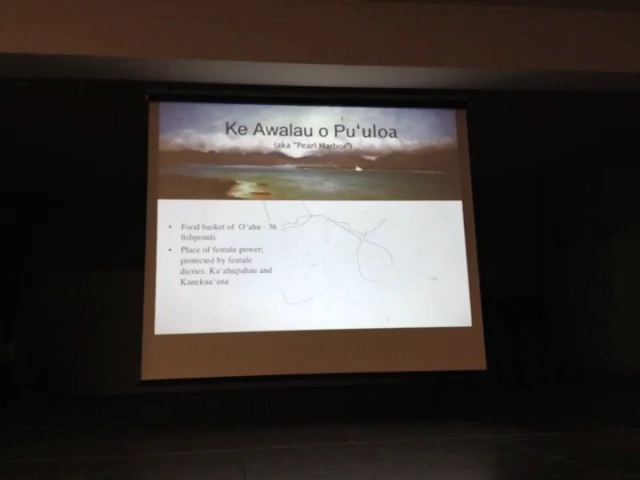 Ke Awalau o Pu'uloa
(aka "Pearl Harbor")
• Food basket of O'ahu - 36
fishponds
• Place of female power;
protected by female
dieties: Ka'ahupahau and
Kanekua'ana